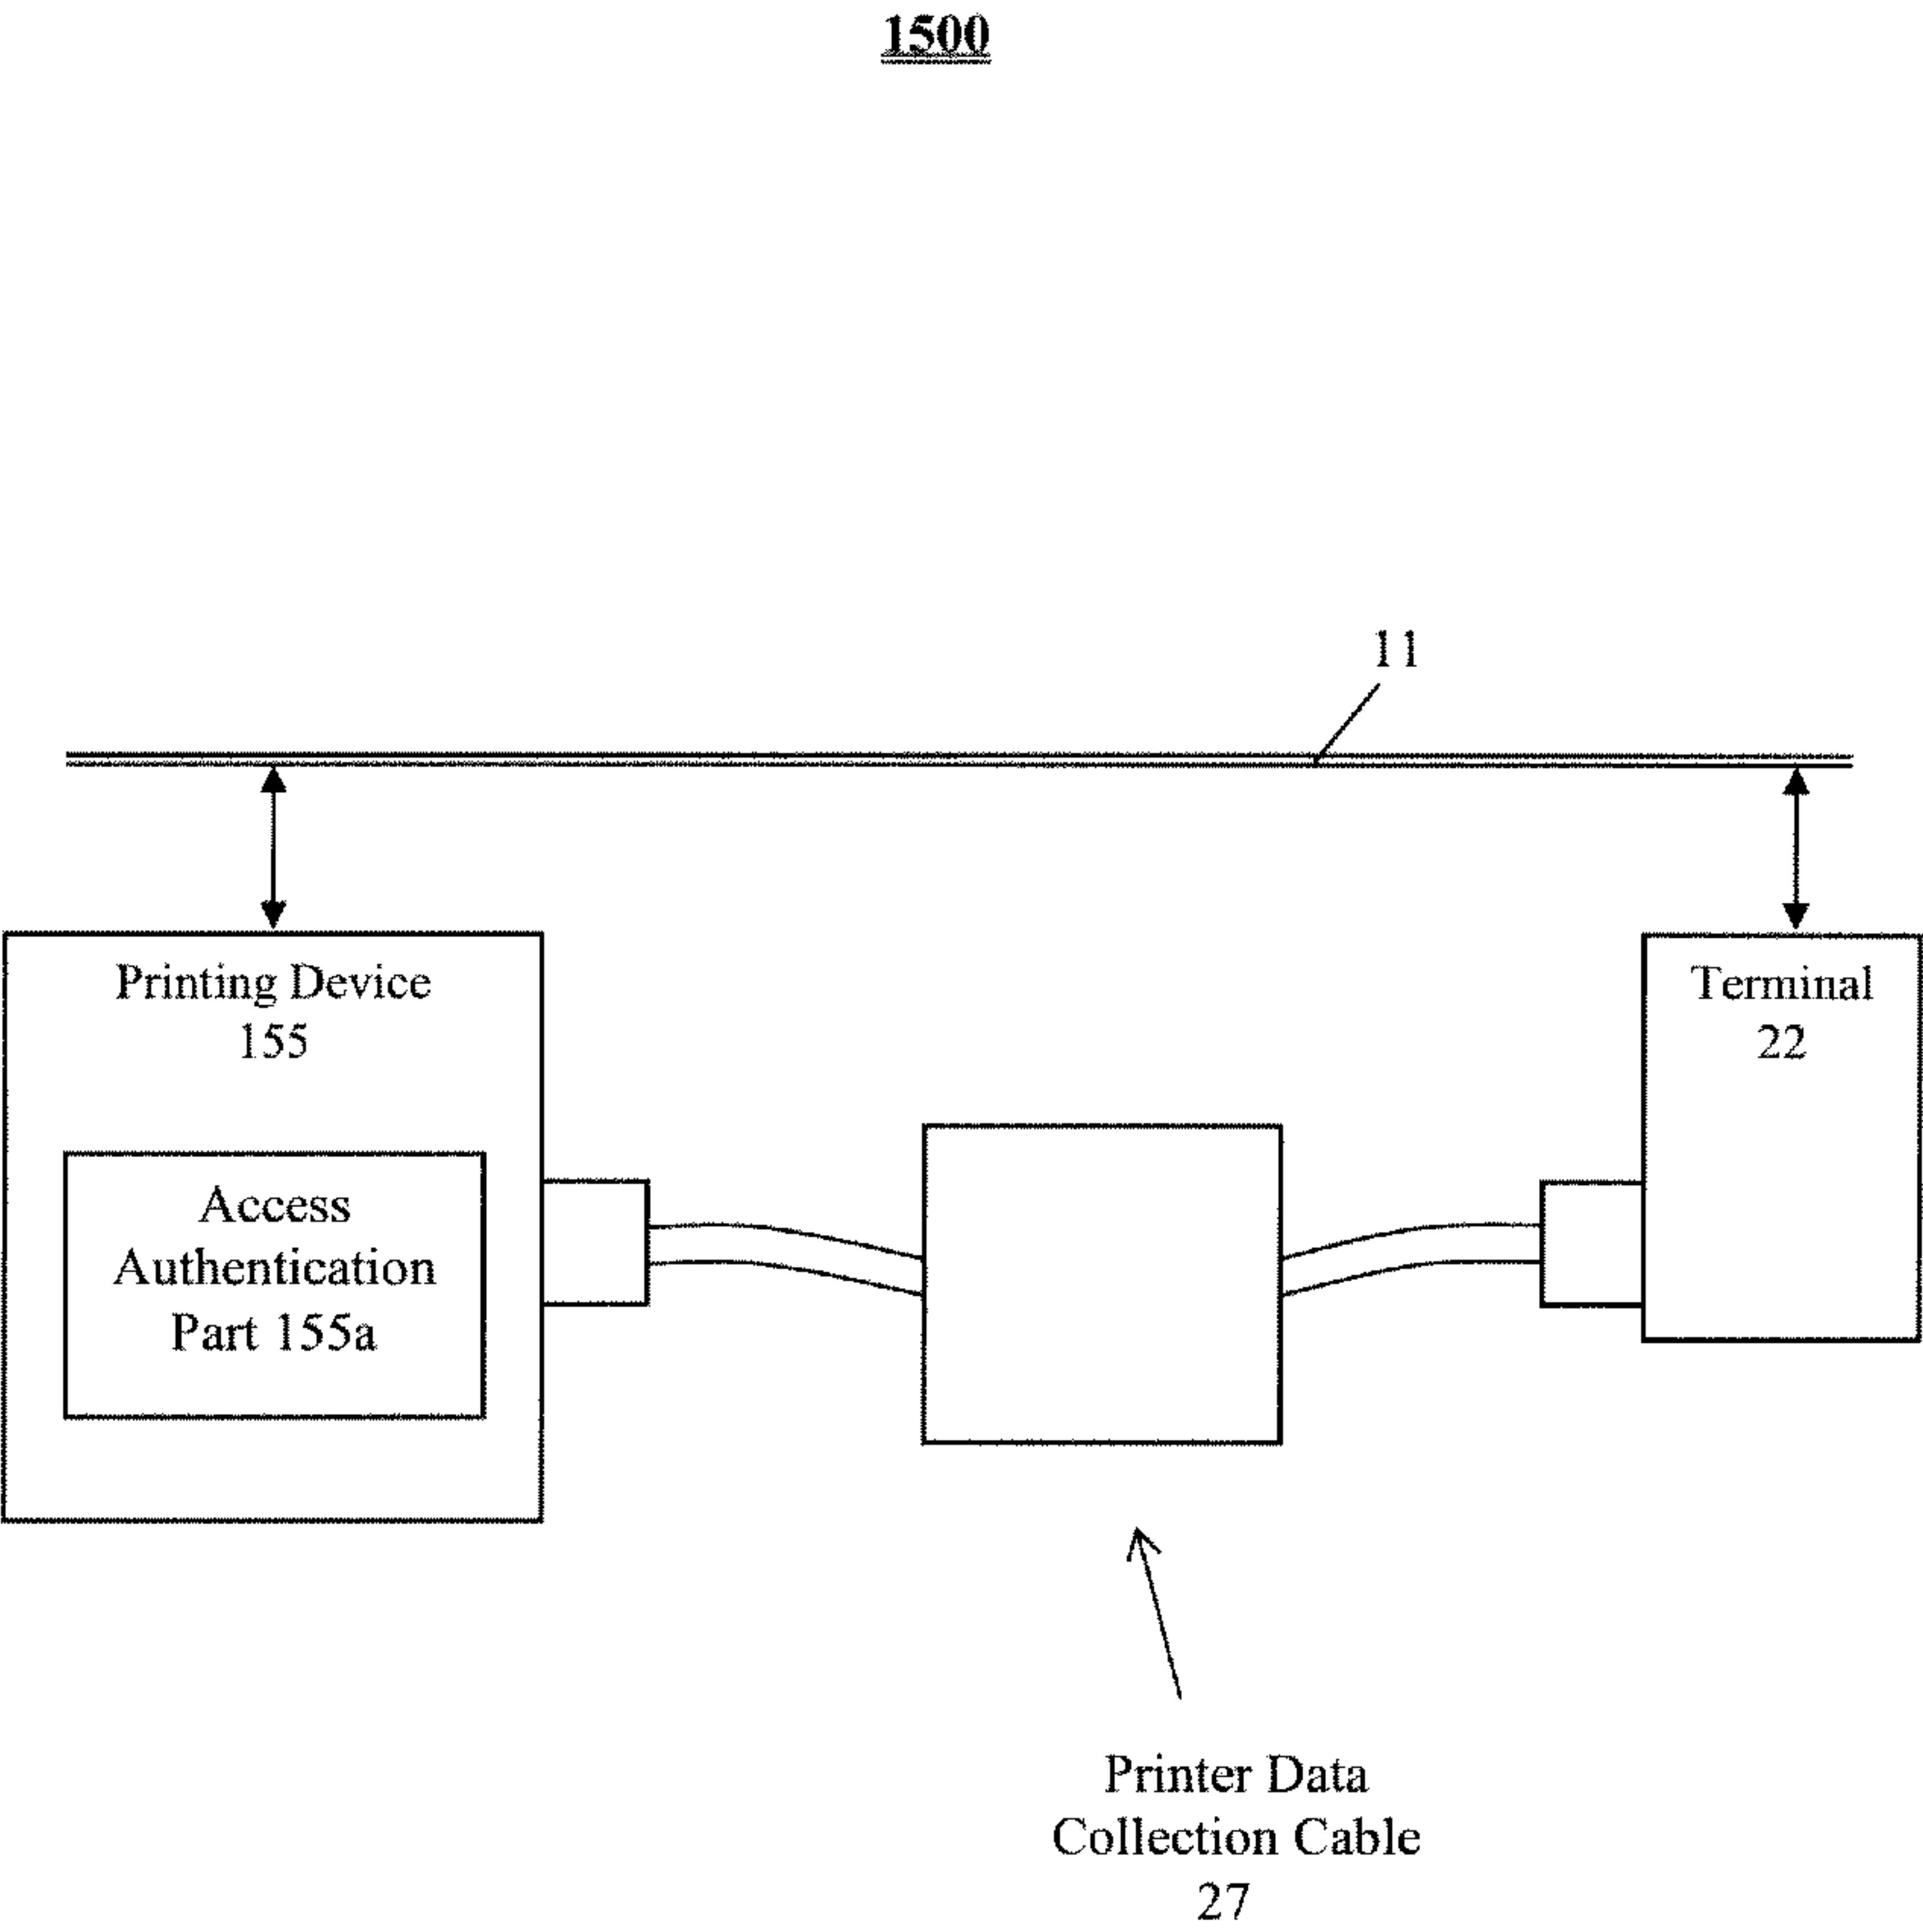 1500
11
Printing Device
155
Terminal
22
Access
Authentication
Part 155a
Printer Data
Collection Cable
27